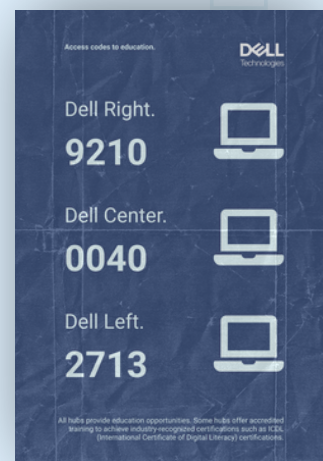 Access codes to education.
DELL
Technologies
Dell Right.
9210
Dell Center.
0040
Dell Left.
2713
All hubs provide education opportunities. Some hubs offer accredited
training to achieve industry-recognized certifications such as ICDL
(International Certificate of Digital Literacy) certifications.